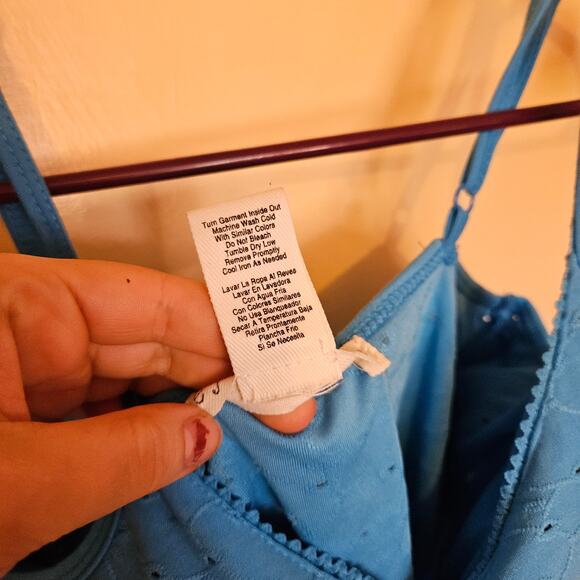 Turn Garment Inside Out
Machine Wash Cold
With Similar Colors
Do Not Bleach
Tumble Dry Low
Remove Promptly
Cool Iron As Needed
Lavar La Ropa Al Reves
Lavar En Lavadora
Con Agua Fria
Con Colores Similares
No Usa Blanqueador
Secar A Temperatura Baja
Retire Prontamente
Plancha Frio
Si Se Necesita